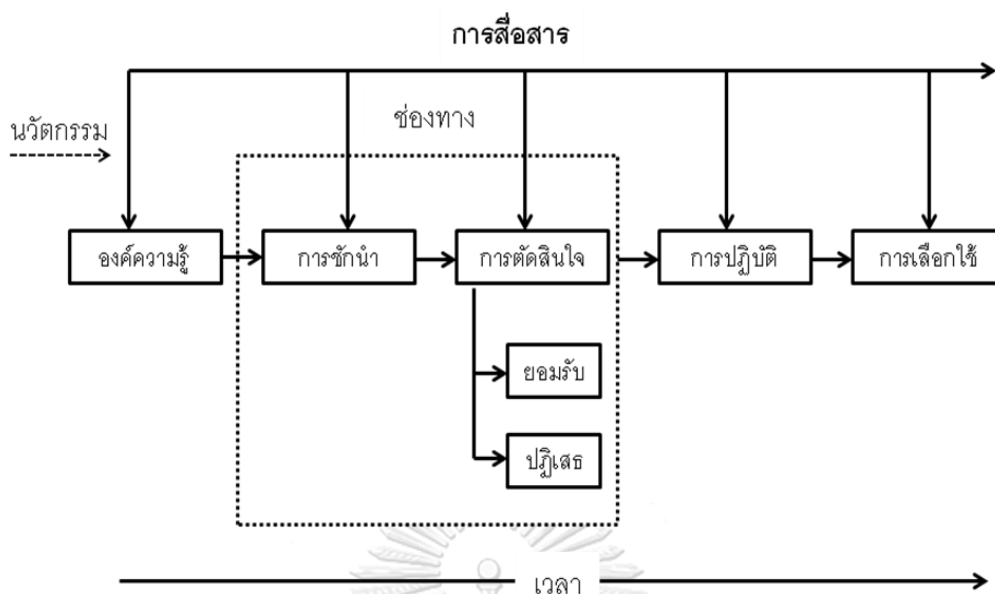 การสื่อสาร
ช่องทาง
นวัตกรรม
องค์ความรู้
การชักนำ
การตัดสินใจ
การปฏิบัติ
การเลือกใช้
ยอมรับ
ปฏิเสธ
เวลา